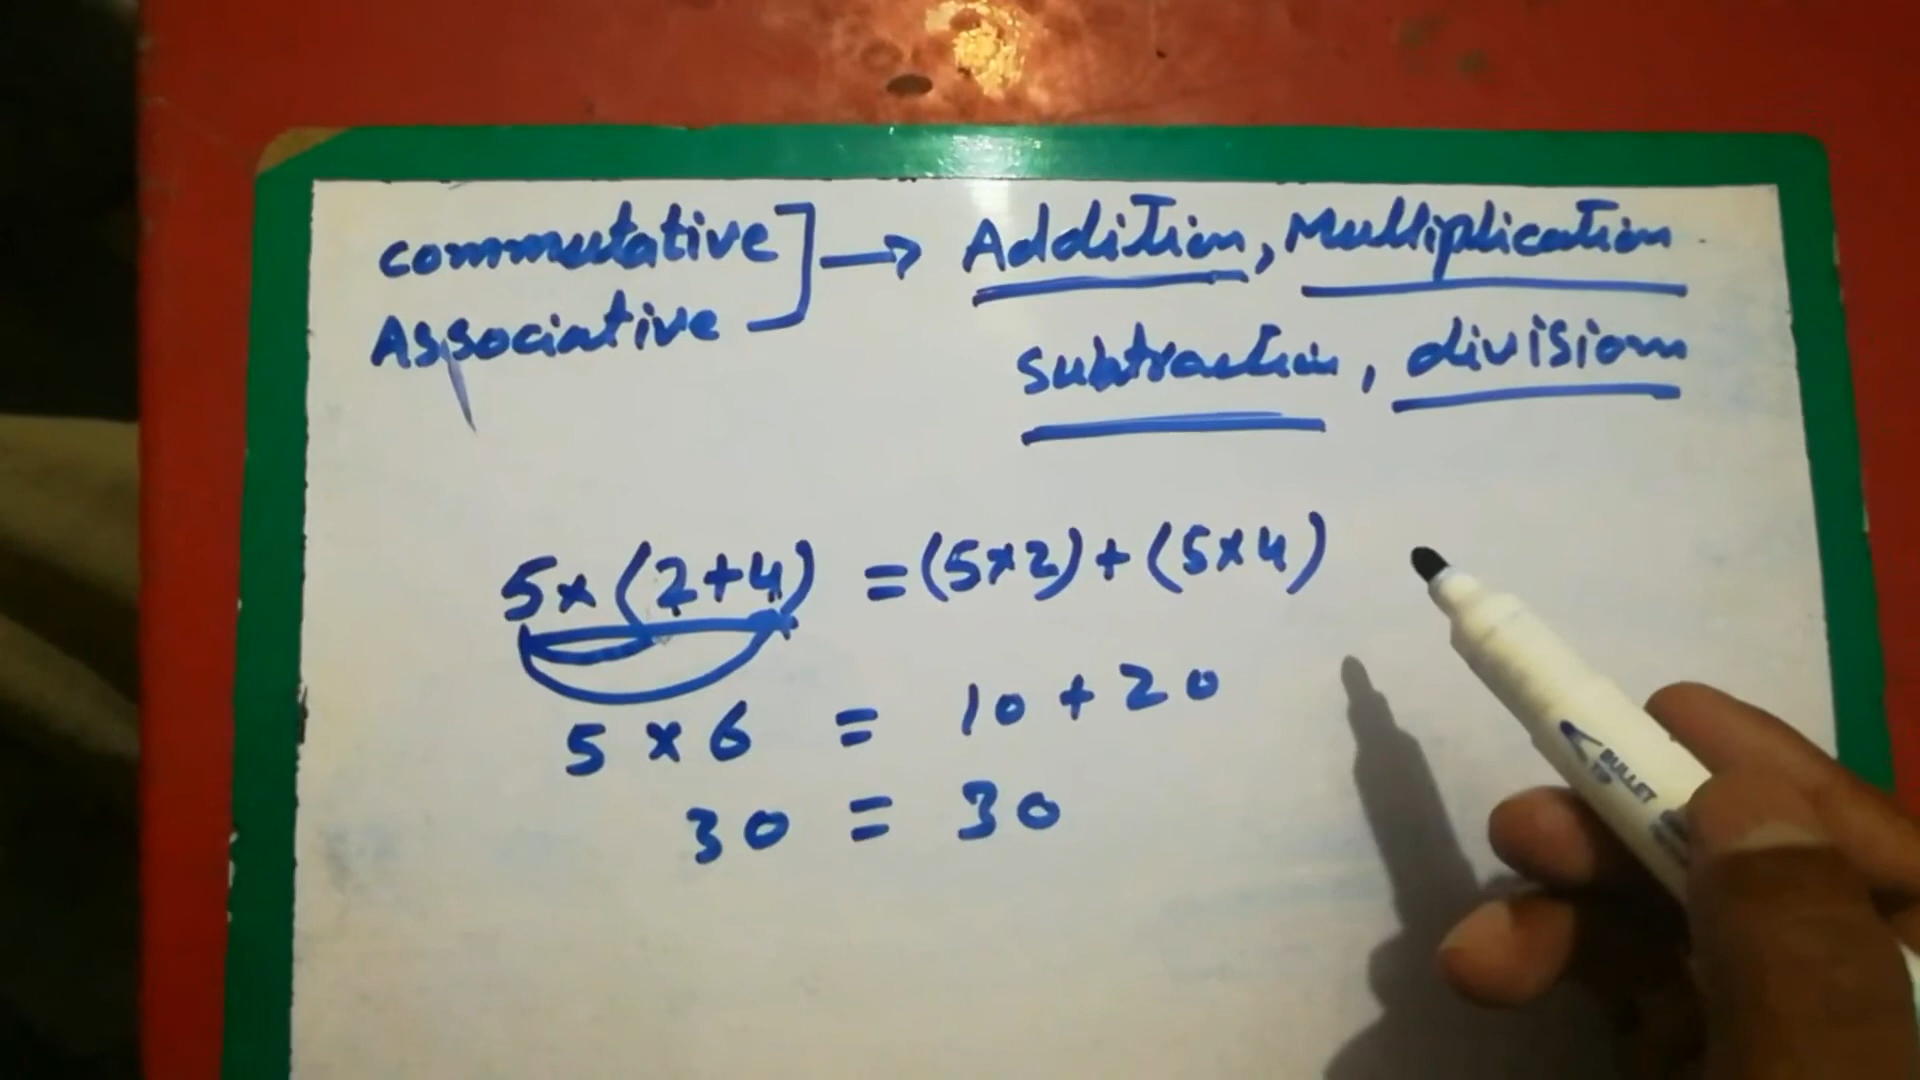 commutative] → Addition, Multiplication
Associative
subtraction, division
5×(2+4) = (5×2)+(5×4)
5 × 6 = 10 + 20
30 = 30
BULLET
TIP